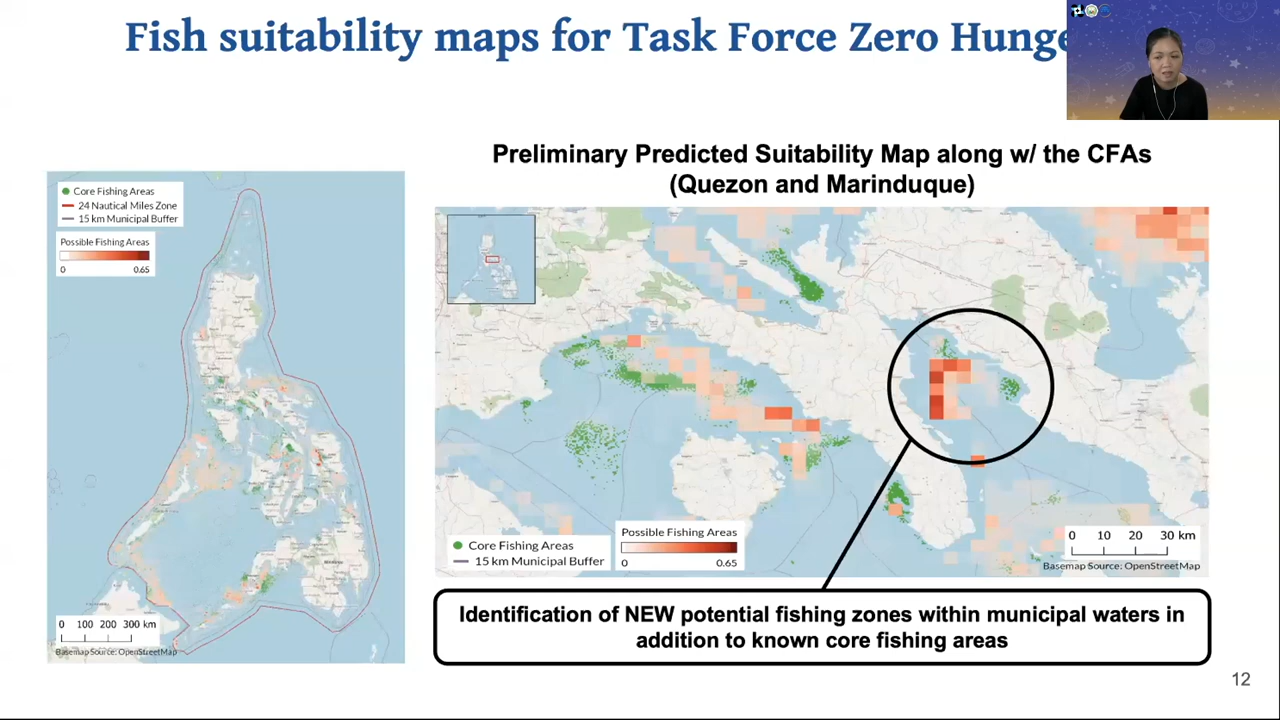 Fish suitability maps for Task Force Zero Hunge
Preliminary Predicted Suitability Map along w/ the CFAs
(Quezon and Marinduque)
Core Fishing Areas
24 Nautical Miles Zone
15 km Municipal Buffer
Possible Fishing Areas
0 0.65
0 100 200 300 km
Basemap Source: OpenStreetMap
Core Fishing Areas
15 km Municipal Buffer
Possible Fishing Areas
0 0.65
0 10 20 30 km
Basemap Source: OpenStreetMap
Identification of NEW potential fishing zones within municipal waters in
addition to known core fishing areas
12